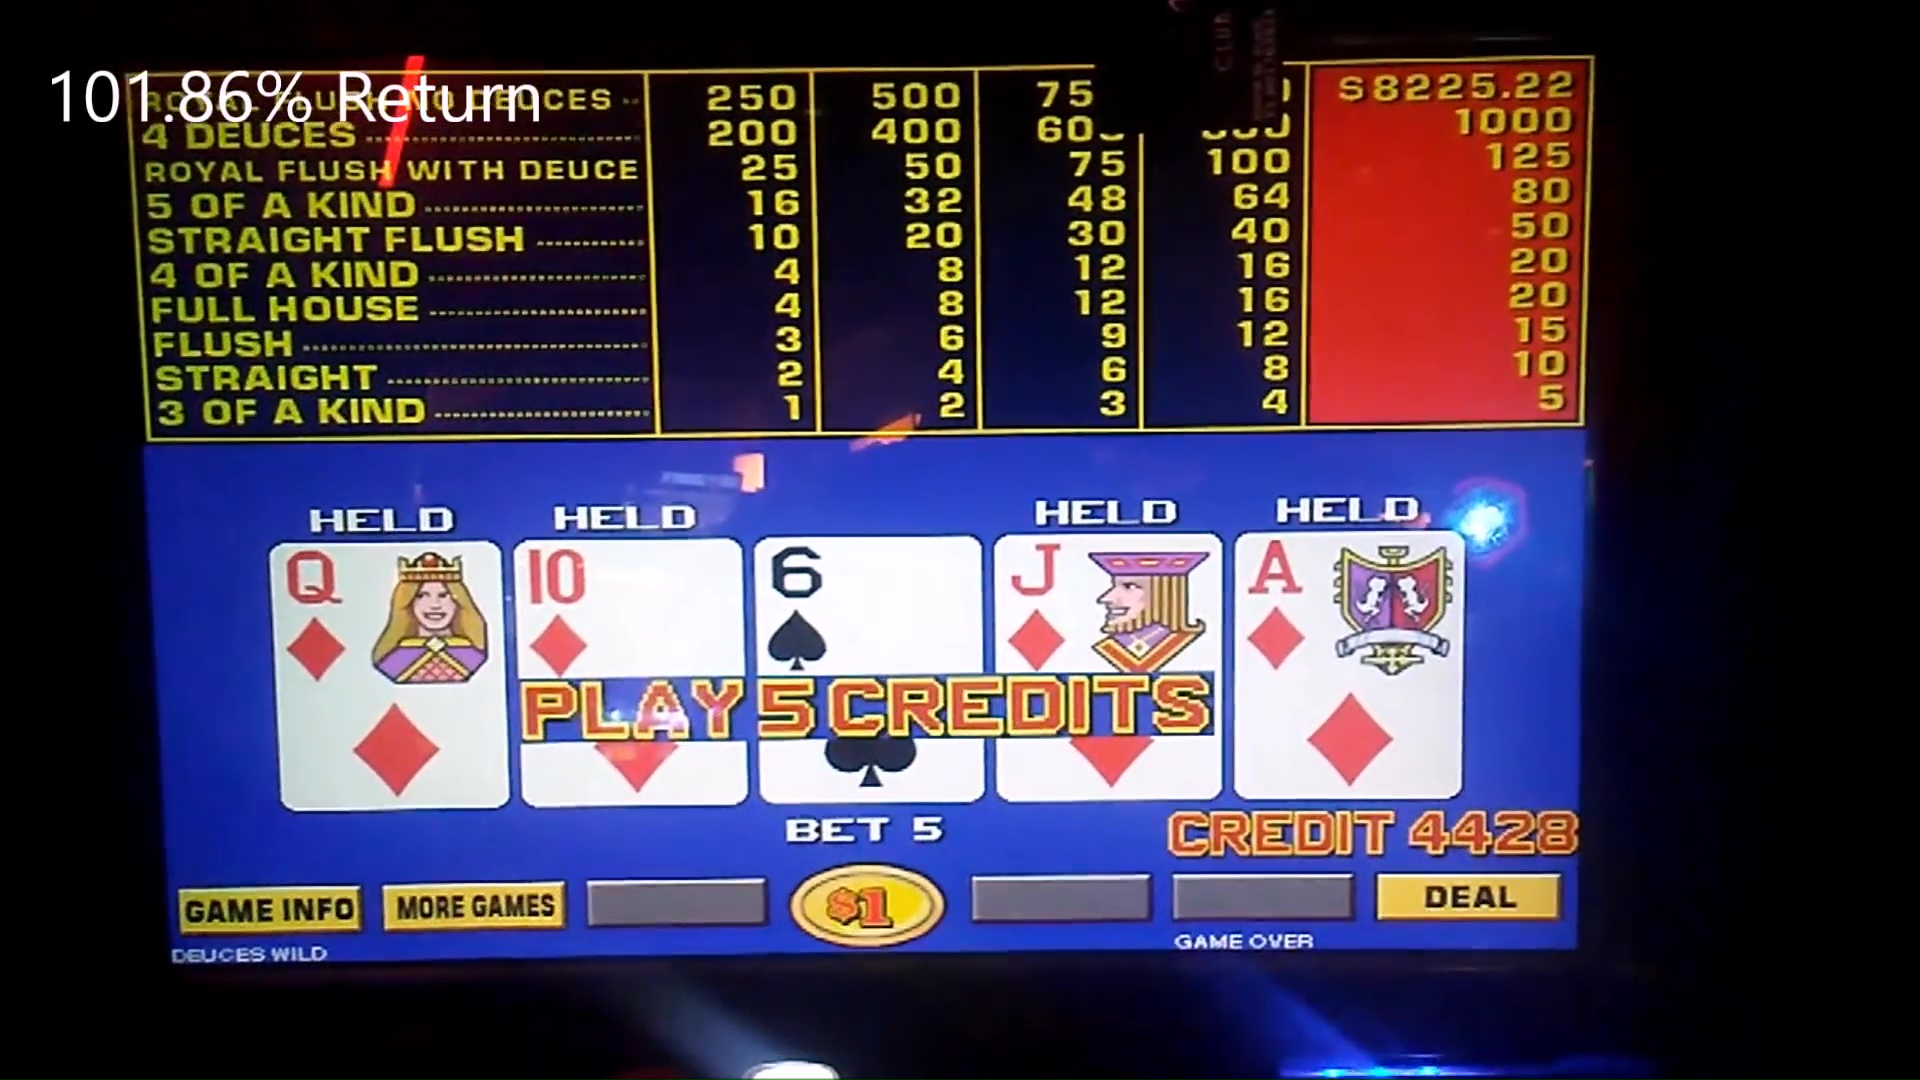 101.86% Return
ROYAL FLUSH NO DEUCES 250 500 75 $8225.22
4 DEUCES 200 400 600 1000
ROYAL FLUSH WITH DEUCE 25 50 75 100 125
5 OF A KIND 16 32 48 64 80
STRAIGHT FLUSH 10 20 30 40 50
4 OF A KIND 4 8 12 16 20
FULL HOUSE 4 8 12 16 20
FLUSH 3 6 9 12 15
STRAIGHT 2 4 6 8 10
3 OF A KIND 1 2 3 4 5
HELD HELD HELD HELD
Q 10 6 J A
PLAY 5 CREDITS
BET 5 CREDIT 4428
GAME INFO MORE GAMES $1 DEAL
DEUCES WILD GAME OVER